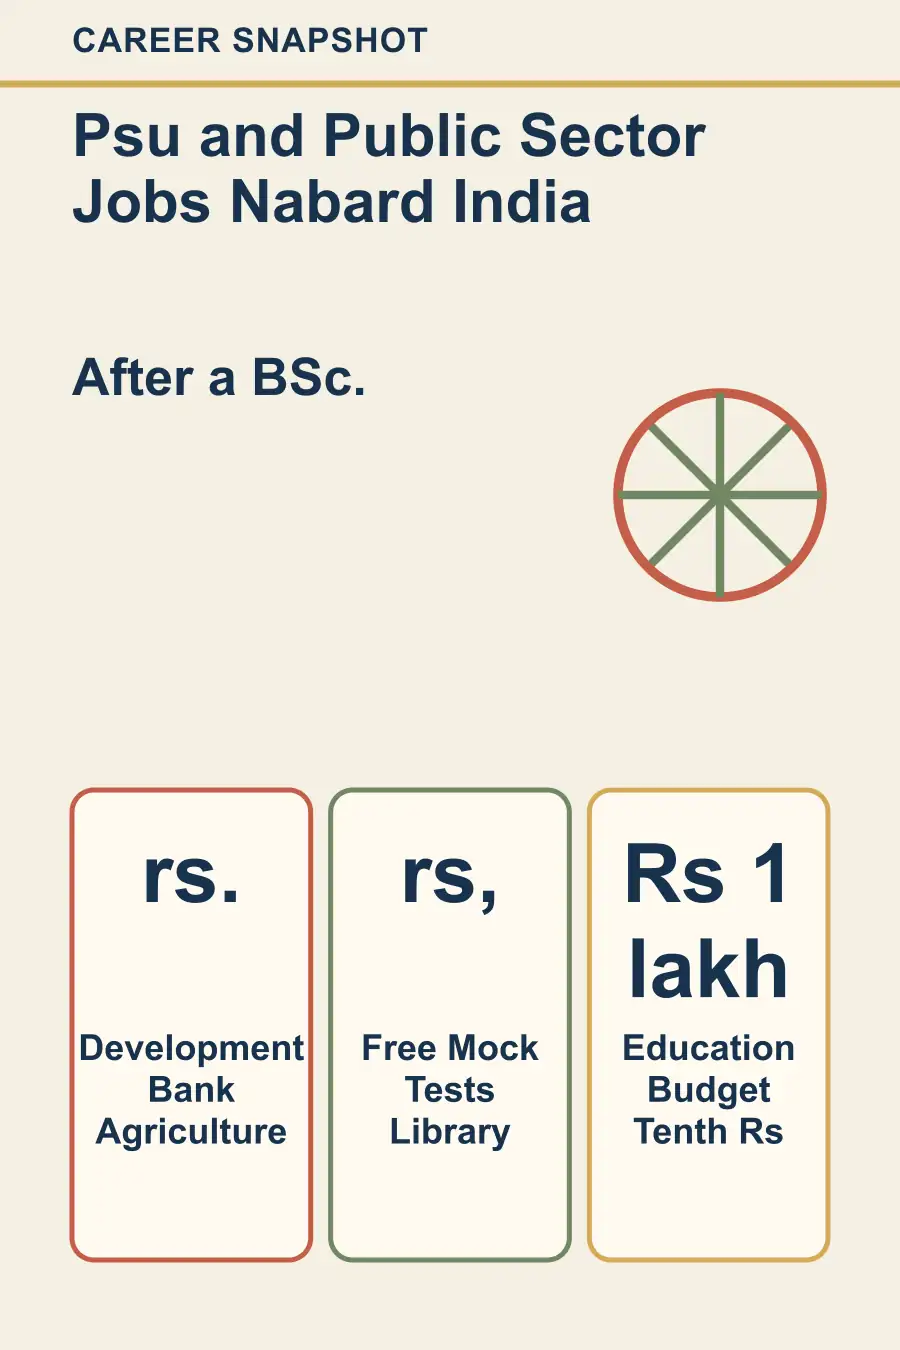 CAREER SNAPSHOT
Psu and Public Sector
Jobs Nabard India
After a BSc.
rs.
Development
Bank
Agriculture
rs,
Free Mock
Tests
Library
Rs 1
lakh
Education
Budget
Tenth Rs